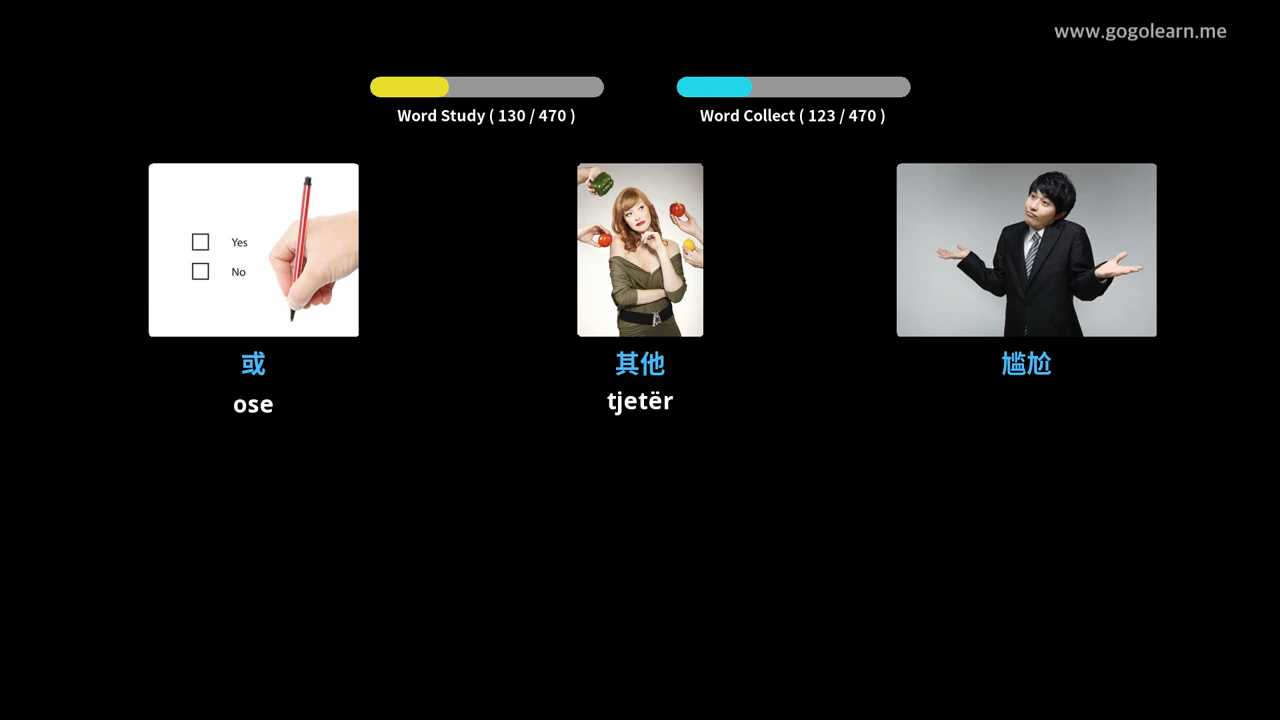 www.gogolearn.me
Word Study ( 130 / 470 )
Word Collect ( 123 / 470 )
Yes
No
或
其他
尴尬
ose
tjetër